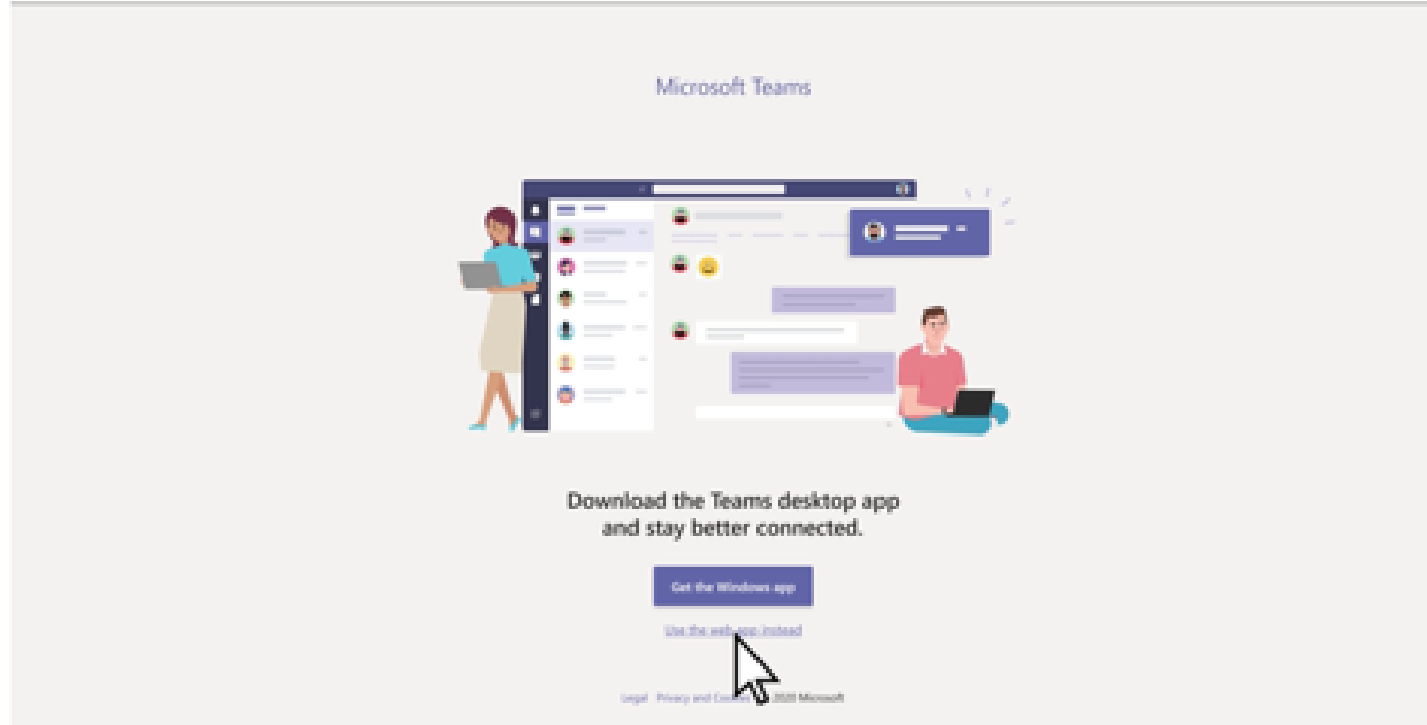 Microsoft Teams
Download the Teams desktop app
and stay better connected.
Get the Windows app
Use the web app instead
Legal Privacy and 2020 Microsoft